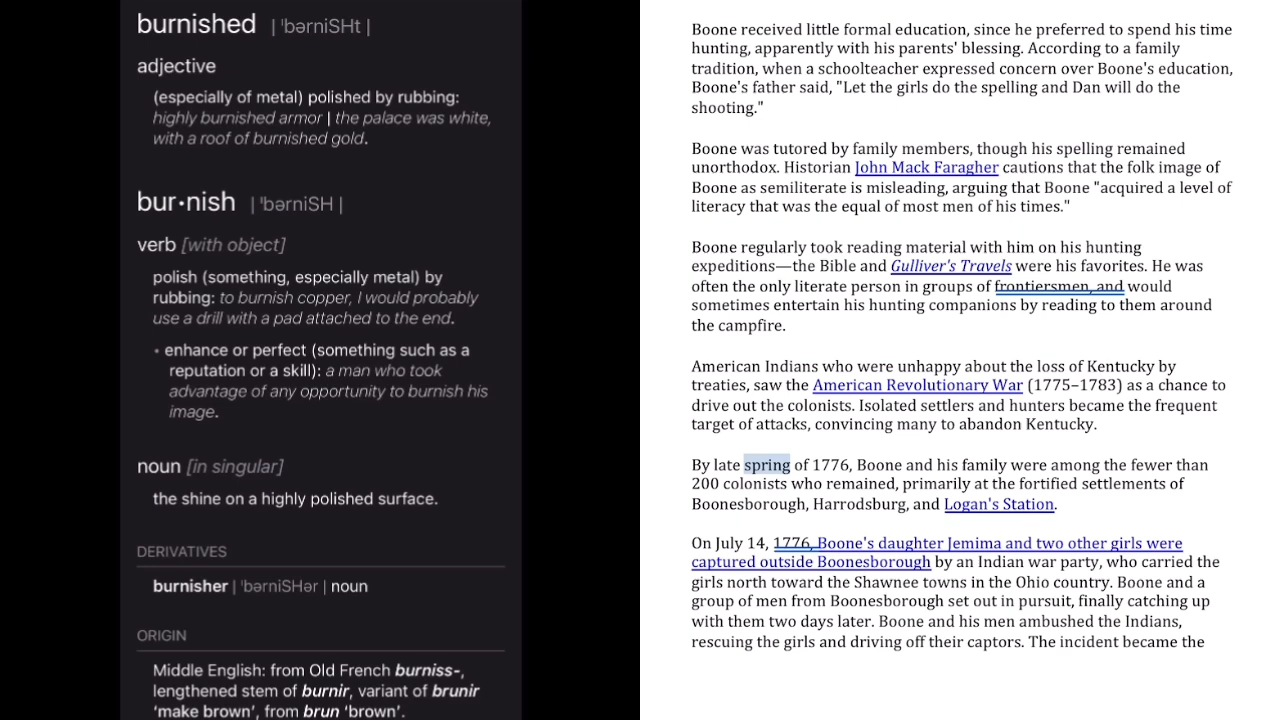 burnished | ˈbərniSHt |
adjective
(especially of metal) polished by rubbing:
highly burnished armor | the palace was white,
with a roof of burnished gold.
bur•nish | ˈbərniSH |
verb [with object]
polish (something, especially metal) by
rubbing: to burnish copper, I would probably
use a drill with a pad attached to the end.
• enhance or perfect (something such as a
reputation or a skill): a man who took
advantage of any opportunity to burnish his
image.
noun [in singular]
the shine on a highly polished surface.
DERIVATIVES
burnisher | ˈbərniSHər | noun
ORIGIN
Middle English: from Old French burniss-,
lengthened stem of burnir, variant of brunir
‘make brown’, from brun ‘brown’.
Boone received little formal education, since he preferred to spend his time
hunting, apparently with his parents' blessing. According to a family
tradition, when a schoolteacher expressed concern over Boone's education,
Boone's father said, "Let the girls do the spelling and Dan will do the
shooting."
Boone was tutored by family members, though his spelling remained
unorthodox. Historian John Mack Faragher cautions that the folk image of
Boone as semiliterate is misleading, arguing that Boone "acquired a level of
literacy that was the equal of most men of his times."
Boone regularly took reading material with him on his hunting
expeditions—the Bible and Gulliver's Travels were his favorites. He was
often the only literate person in groups of frontiersmen, and would
sometimes entertain his hunting companions by reading to them around
the campfire.
American Indians who were unhappy about the loss of Kentucky by
treaties, saw the American Revolutionary War (1775–1783) as a chance to
drive out the colonists. Isolated settlers and hunters became the frequent
target of attacks, convincing many to abandon Kentucky.
By late spring of 1776, Boone and his family were among the fewer than
200 colonists who remained, primarily at the fortified settlements of
Boonesborough, Harrodsburg, and Logan's Station.
On July 14, 1776, Boone's daughter Jemima and two other girls were
captured outside Boonesborough by an Indian war party, who carried the
girls north toward the Shawnee towns in the Ohio country. Boone and a
group of men from Boonesborough set out in pursuit, finally catching up
with them two days later. Boone and his men ambushed the Indians,
rescuing the girls and driving off their captors. The incident became the